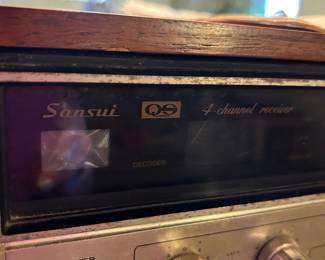 Sansui QS 4-channel receiver
DECODER